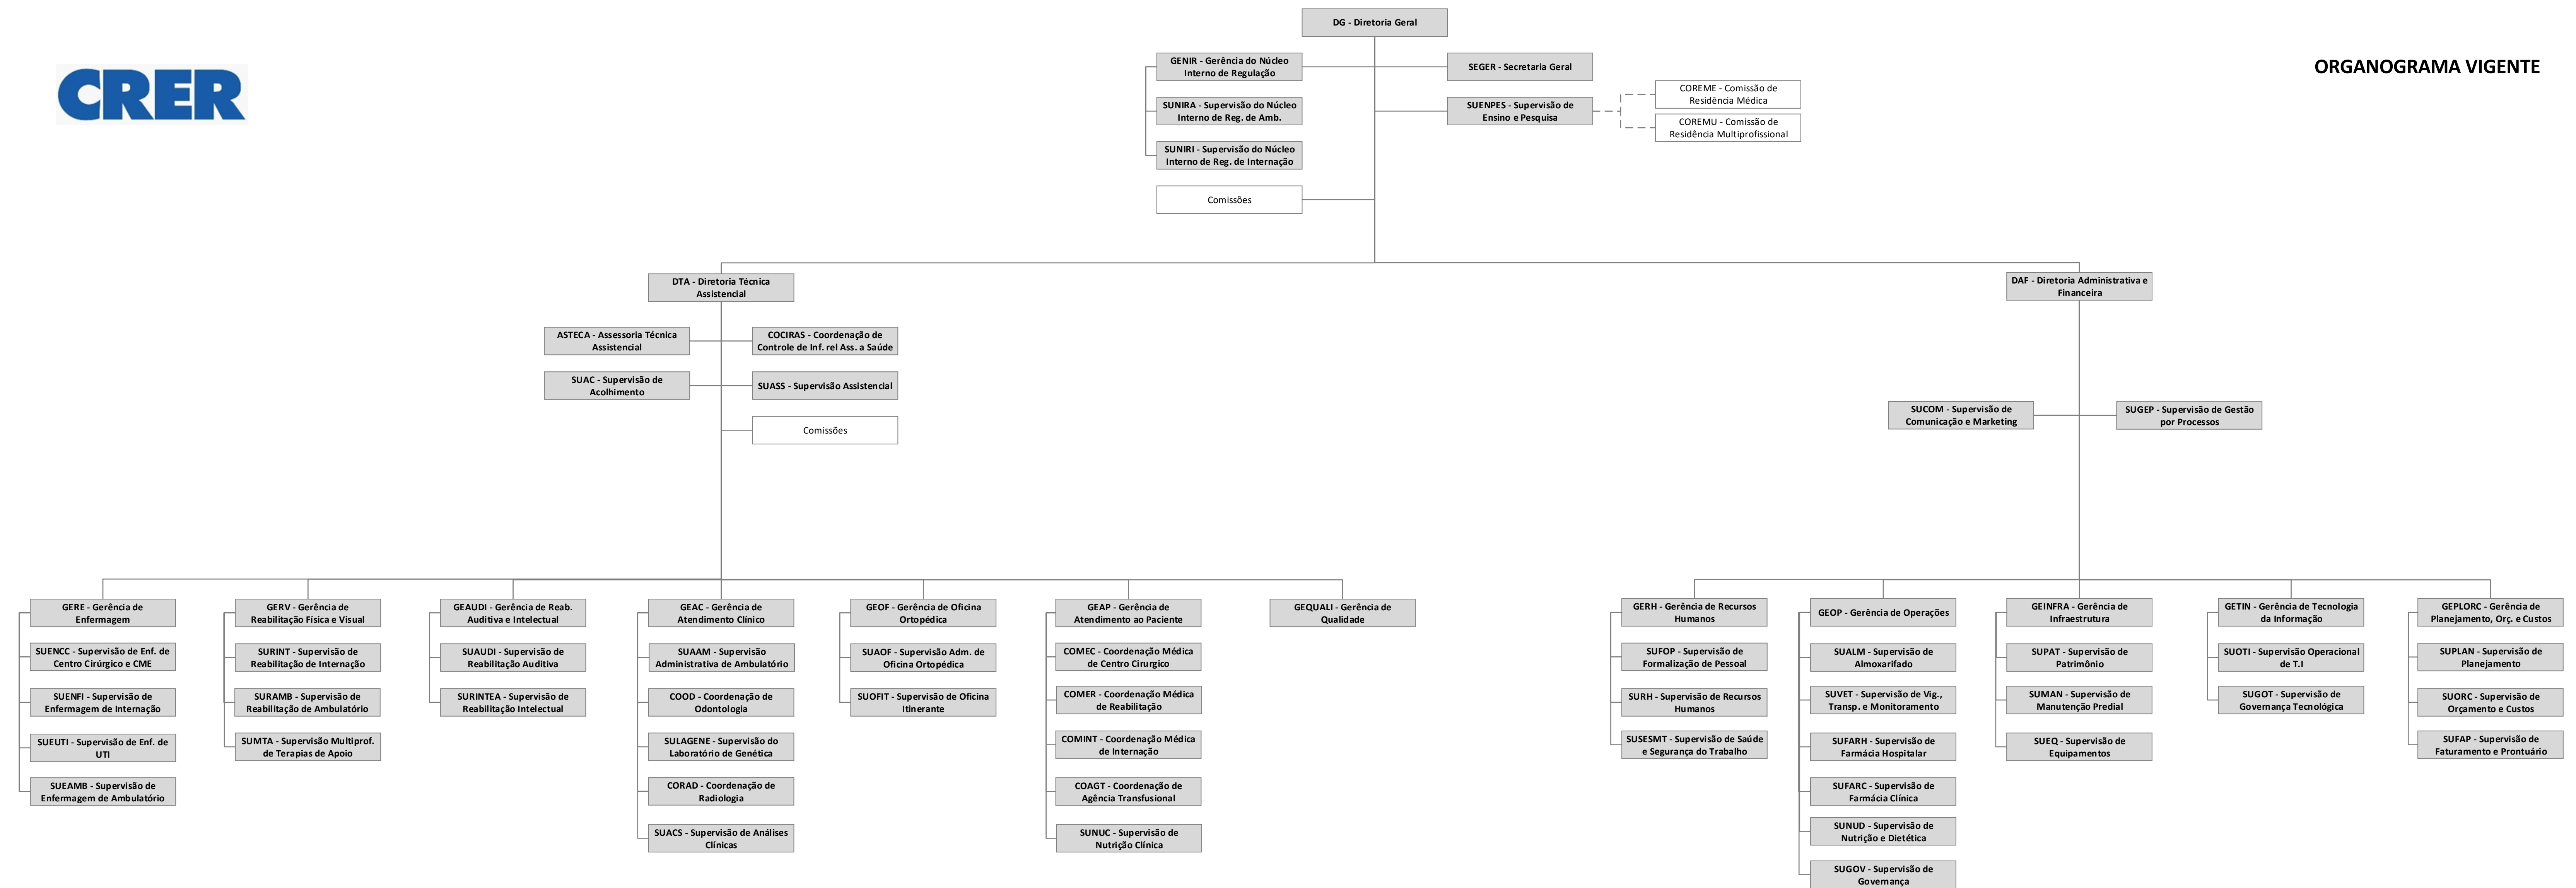 DG - Diretoria Geral
CRER
ORGANOGRAMA VIGENTE
GENIR - Gerência do Núcleo
Interno de Regulação
SEGER - Secretaria Geral
SUNIRA - Supervisão do Núcleo
Interno de Reg. de Amb.
SUENPES - Supervisão de
Ensino e Pesquisa
COREME - Comissão de
Residência Médica
COREMU - Comissão de
Residência Multiprofissional
SUNIRI - Supervisão do Núcleo
Interno de Reg. de Internação
Comissões
DTA - Diretoria Técnica
Assistencial
ASTECA - Assessoria Técnica
Assistencial
COCIRAS - Coordenação de
Controle de Inf. rel Ass. a Saúde
SUAC - Supervisão de
Acolhimento
SUASS - Supervisão Assistencial
Comissões
DAF - Diretoria Administrativa e
Financeira
SUCOM - Supervisão de
Comunicação e Marketing
SUGEP - Supervisão de Gestão
por Processos
GERE - Gerência de
Enfermagem
SUENCC - Supervisão de Enf. de
Centro Cirúrgico e CME
SUENFI - Supervisão de
Enfermagem de Internação
SUEUTI - Supervisão de Enf. de
UTI
SUEAMB - Supervisão de
Enfermagem de Ambulatório
GERV - Gerência de
Reabilitação Física e Visual
SURINT - Supervisão de
Reabilitação de Internação
SURAMB - Supervisão de
Reabilitação de Ambulatório
SUMTA - Supervisão Multiprof.
de Terapias de Apoio
GEAUDI - Gerência de Reab.
Auditiva e Intelectual
SUAUDI - Supervisão de
Reabilitação Auditiva
SURINTEA - Supervisão de
Reabilitação Intelectual
GEAC - Gerência de
Atendimento Clínico
SUAAM - Supervisão
Administrativa de Ambulatório
COOD - Coordenação de
Odontologia
SULAGENE - Supervisão do
Laboratório de Genética
CORAD - Coordenação de
Radiologia
SUACS - Supervisão de Análises
Clínicas
GEOF - Gerência de Oficina
Ortopédica
SUAOF - Supervisão Adm. de
Oficina Ortopédica
SUOFIT - Supervisão de Oficina
Itinerante
GEAP - Gerência de
Atendimento ao Paciente
COMEC - Coordenação Médica
de Centro Cirurgico
COMER - Coordenação Médica
de Reabilitação
COMINT - Coordenação Médica
de Internação
COAGT - Coordenação de
Agência Transfusional
SUNUC - Supervisão de
Nutrição Clínica
GEQUALI - Gerência de
Qualidade
GERH - Gerência de Recursos
Humanos
SUFOP - Supervisão de
Formalização de Pessoal
SURH - Supervisão de Recursos
Humanos
SUSESMT - Supervisão de Saúde
e Segurança do Trabalho
GEOP - Gerência de Operações
SUALM - Supervisão de
Almoxarifado
SUVET - Supervisão de Vig.,
Transp. e Monitoramento
SUFARH - Supervisão de
Farmácia Hospitalar
SUFARC - Supervisão de
Farmácia Clínica
SUNUD - Supervisão de
Nutrição e Dietética
SUGOV - Supervisão de
Governança
GEINFRA - Gerência de
Infraestrutura
SUPAT - Supervisão de
Patrimônio
SUMAN - Supervisão de
Manutenção Predial
SUEQ - Supervisão de
Equipamentos
GETIN - Gerência de Tecnologia
da Informação
SUOTI - Supervisão Operacional
de T.I
SUGOT - Supervisão de
Governança Tecnológica
GEPLORC - Gerência de
Planejamento, Orç. e Custos
SUPLAN - Supervisão de
Planejamento
SUORC - Supervisão de
Orçamento e Custos
SUFAP - Supervisão de
Faturamento e Prontuário